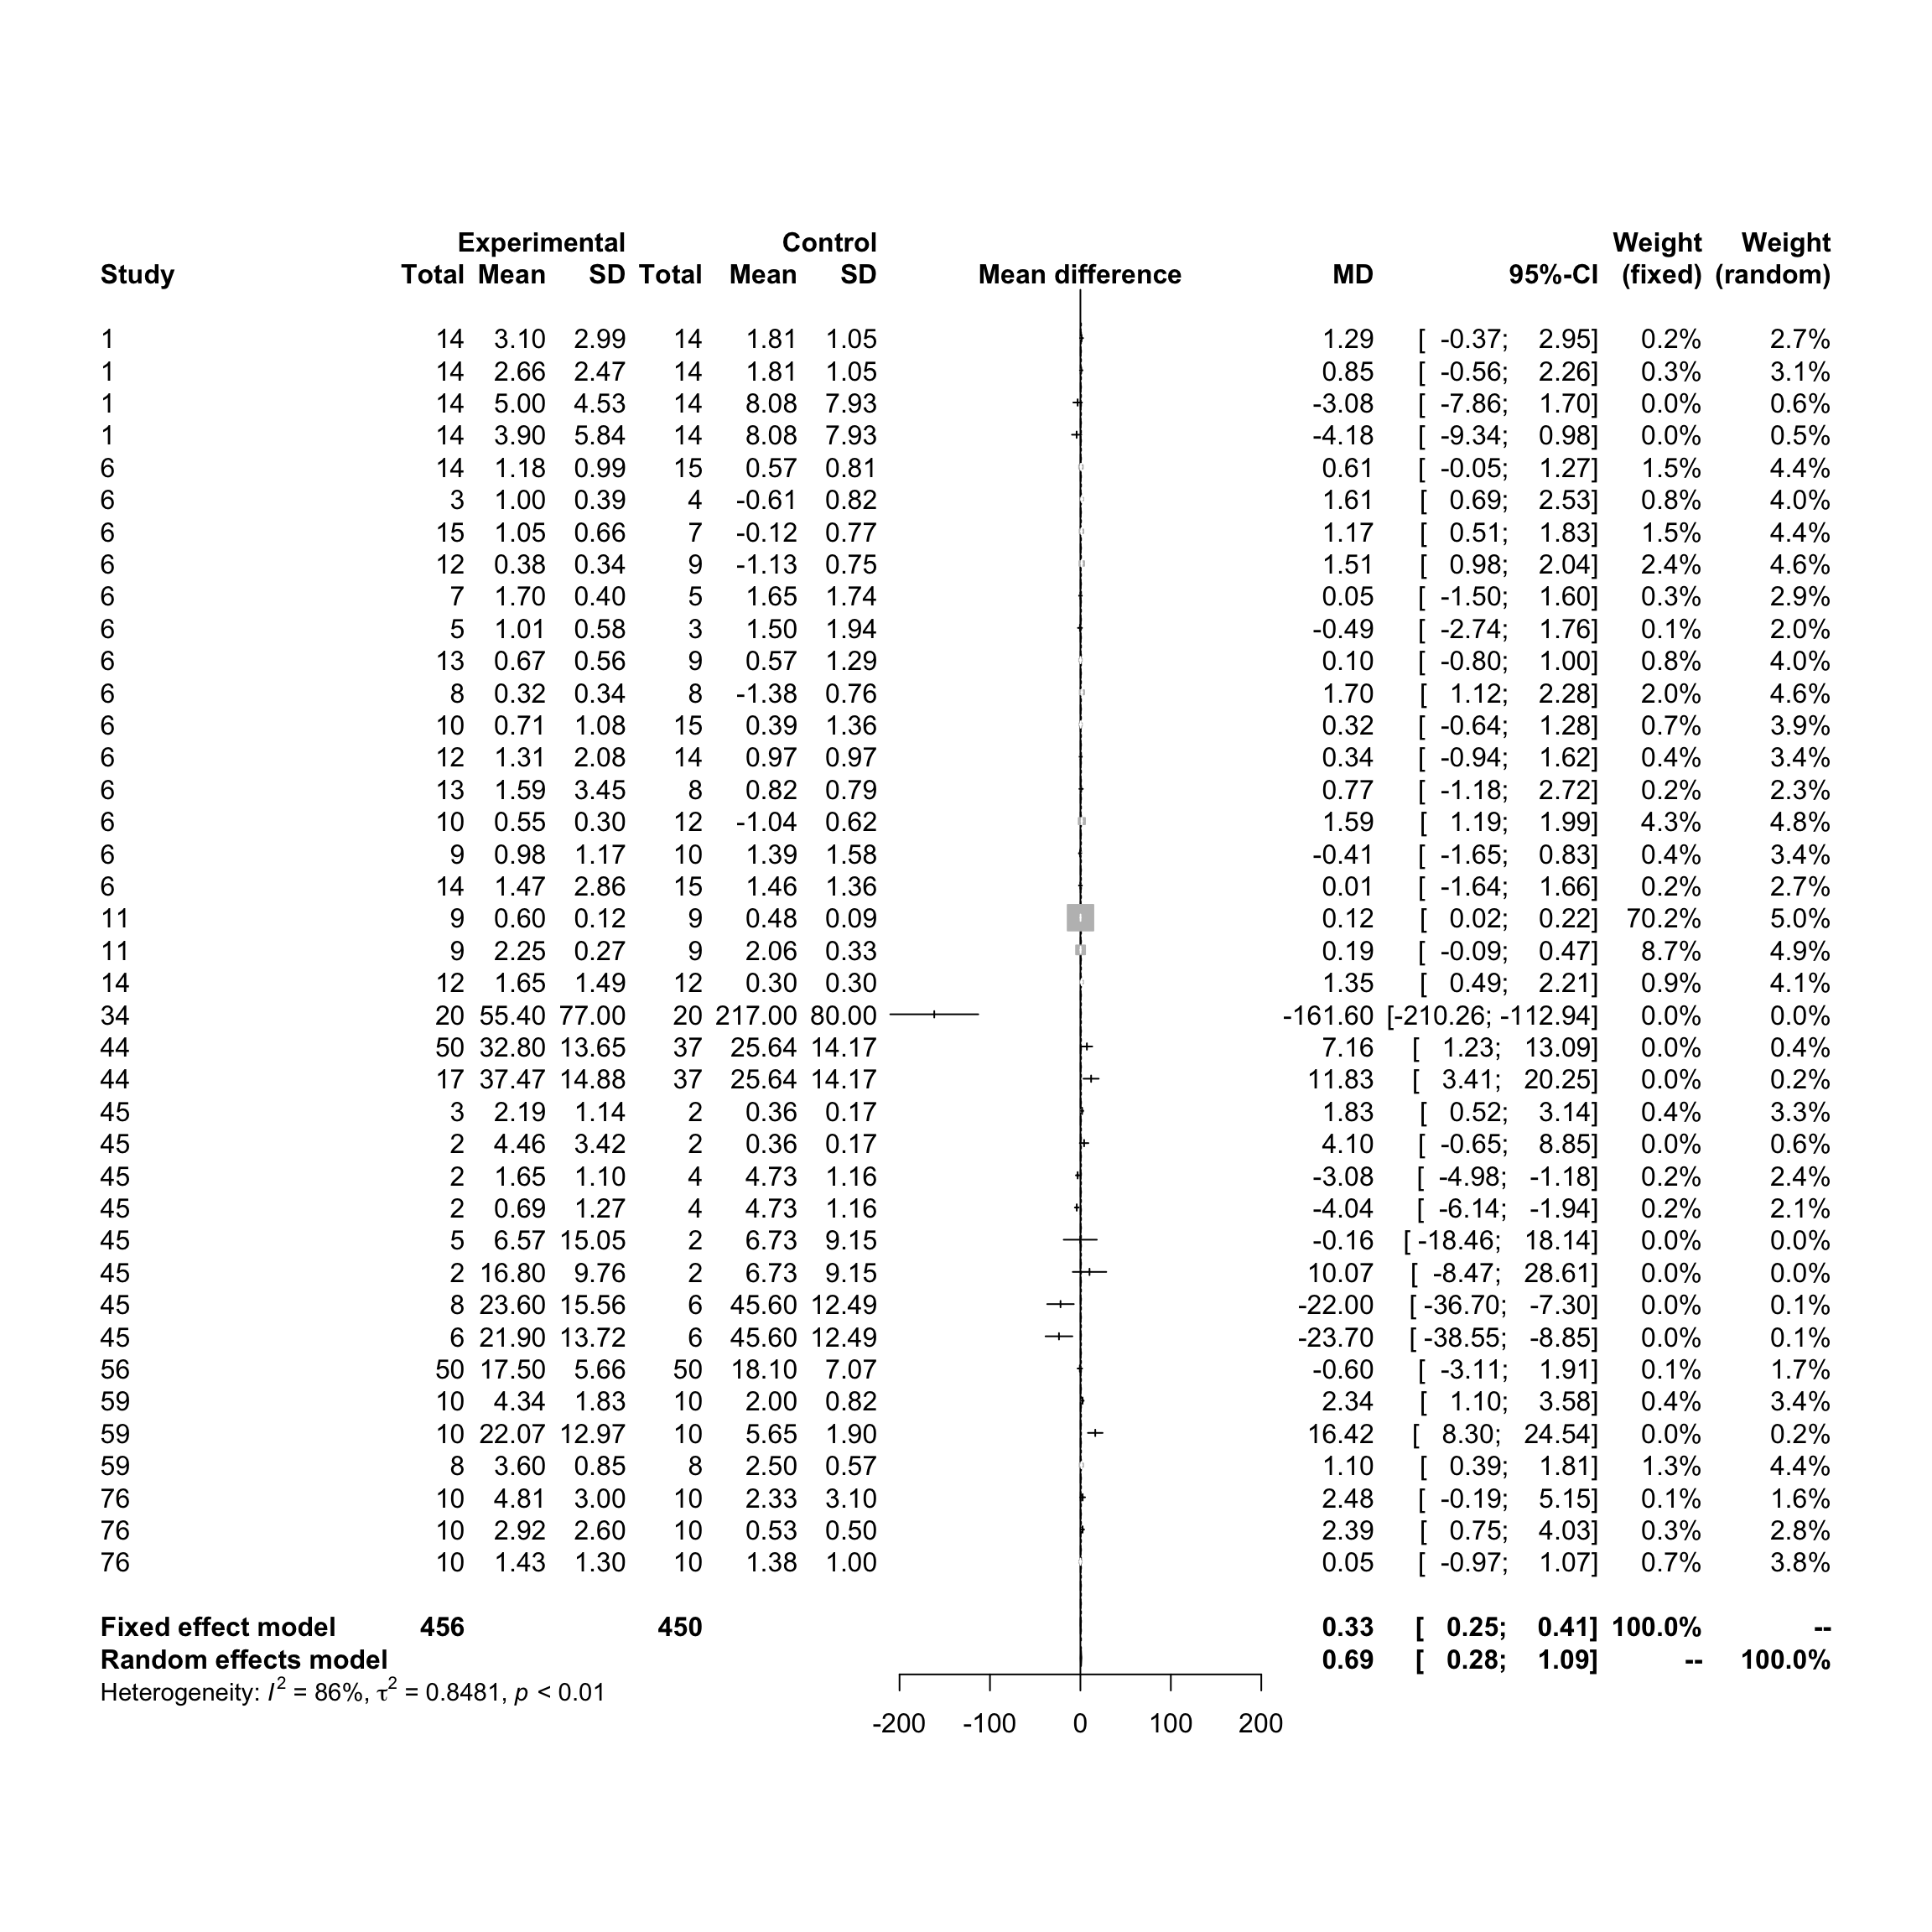 Experimental Control Weight Weight
Study Total Mean SD Total Mean SD Mean difference MD 95%-CI (fixed) (random)
1 14 3.10 2.99 14 1.81 1.05 1.29 [ -0.37; 2.95] 0.2% 2.7%
1 14 2.66 2.47 14 1.81 1.05 0.85 [ -0.56; 2.26] 0.3% 3.1%
1 14 5.00 4.53 14 8.08 7.93 -3.08 [ -7.86; 1.70] 0.0% 0.6%
1 14 3.90 5.84 14 8.08 7.93 -4.18 [ -9.34; 0.98] 0.0% 0.5%
6 14 1.18 0.99 15 0.57 0.81 0.61 [ -0.05; 1.27] 1.5% 4.4%
6 3 1.00 0.39 4 -0.61 0.82 1.61 [ 0.69; 2.53] 0.8% 4.0%
6 15 1.05 0.66 7 -0.12 0.77 1.17 [ 0.51; 1.83] 1.5% 4.4%
6 12 0.38 0.34 9 -1.13 0.75 1.51 [ 0.98; 2.04] 2.4% 4.6%
6 7 1.70 0.40 5 1.65 1.74 0.05 [ -1.50; 1.60] 0.3% 2.9%
6 5 1.01 0.58 3 1.50 1.94 -0.49 [ -2.74; 1.76] 0.1% 2.0%
6 13 0.67 0.56 9 0.57 1.29 0.10 [ -0.80; 1.00] 0.8% 4.0%
6 8 0.32 0.34 8 -1.38 0.76 1.70 [ 1.12; 2.28] 2.0% 4.6%
6 10 0.71 1.08 15 0.39 1.36 0.32 [ -0.64; 1.28] 0.7% 3.9%
6 12 1.31 2.08 14 0.97 0.97 0.34 [ -0.94; 1.62] 0.4% 3.4%
6 13 1.59 3.45 8 0.82 0.79 0.77 [ -1.18; 2.72] 0.2% 2.3%
6 10 0.55 0.30 12 -1.04 0.62 1.59 [ 1.19; 1.99] 4.3% 4.8%
6 9 0.98 1.17 10 1.39 1.58 -0.41 [ -1.65; 0.83] 0.4% 3.4%
6 14 1.47 2.86 15 1.46 1.36 0.01 [ -1.64; 1.66] 0.2% 2.7%
11 9 0.60 0.12 9 0.48 0.09 0.12 [ 0.02; 0.22] 70.2% 5.0%
11 9 2.25 0.27 9 2.06 0.33 0.19 [ -0.09; 0.47] 8.7% 4.9%
14 12 1.65 1.49 12 0.30 0.30 1.35 [ 0.49; 2.21] 0.9% 4.1%
34 20 55.40 77.00 20 217.00 80.00 -161.60 [-210.26; -112.94] 0.0% 0.0%
44 50 32.80 13.65 37 25.64 14.17 7.16 [ 1.23; 13.09] 0.0% 0.4%
44 17 37.47 14.88 37 25.64 14.17 11.83 [ 3.41; 20.25] 0.0% 0.2%
45 3 2.19 1.14 2 0.36 0.17 1.83 [ 0.52; 3.14] 0.4% 3.3%
45 2 4.46 3.42 2 0.36 0.17 4.10 [ -0.65; 8.85] 0.0% 0.6%
45 2 1.65 1.10 4 4.73 1.16 -3.08 [ -4.98; -1.18] 0.2% 2.4%
45 2 0.69 1.27 4 4.73 1.16 -4.04 [ -6.14; -1.94] 0.2% 2.1%
45 5 6.57 15.05 2 6.73 9.15 -0.16 [ -18.46; 18.14] 0.0% 0.0%
45 2 16.80 9.76 2 6.73 9.15 10.07 [ -8.47; 28.61] 0.0% 0.0%
45 8 23.60 15.56 6 45.60 12.49 -22.00 [ -36.70; -7.30] 0.0% 0.1%
45 6 21.90 13.72 6 45.60 12.49 -23.70 [ -38.55; -8.85] 0.0% 0.1%
56 50 17.50 5.66 50 18.10 7.07 -0.60 [ -3.11; 1.91] 0.1% 1.7%
59 10 4.34 1.83 10 2.00 0.82 2.34 [ 1.10; 3.58] 0.4% 3.4%
59 10 22.07 12.97 10 5.65 1.90 16.42 [ 8.30; 24.54] 0.0% 0.2%
59 8 3.60 0.85 8 2.50 0.57 1.10 [ 0.39; 1.81] 1.3% 4.4%
76 10 4.81 3.00 10 2.33 3.10 2.48 [ -0.19; 5.15] 0.1% 1.6%
76 10 2.92 2.60 10 0.53 0.50 2.39 [ 0.75; 4.03] 0.3% 2.8%
76 10 1.43 1.30 10 1.38 1.00 0.05 [ -0.97; 1.07] 0.7% 3.8%
Fixed effect model 456 450 0.33 [ 0.25; 0.41] 100.0% --
Random effects model 0.69 [ 0.28; 1.09] -- 100.0%
Heterogeneity: I² = 86%, τ² = 0.8481, p < 0.01
-200 -100 0 100 200